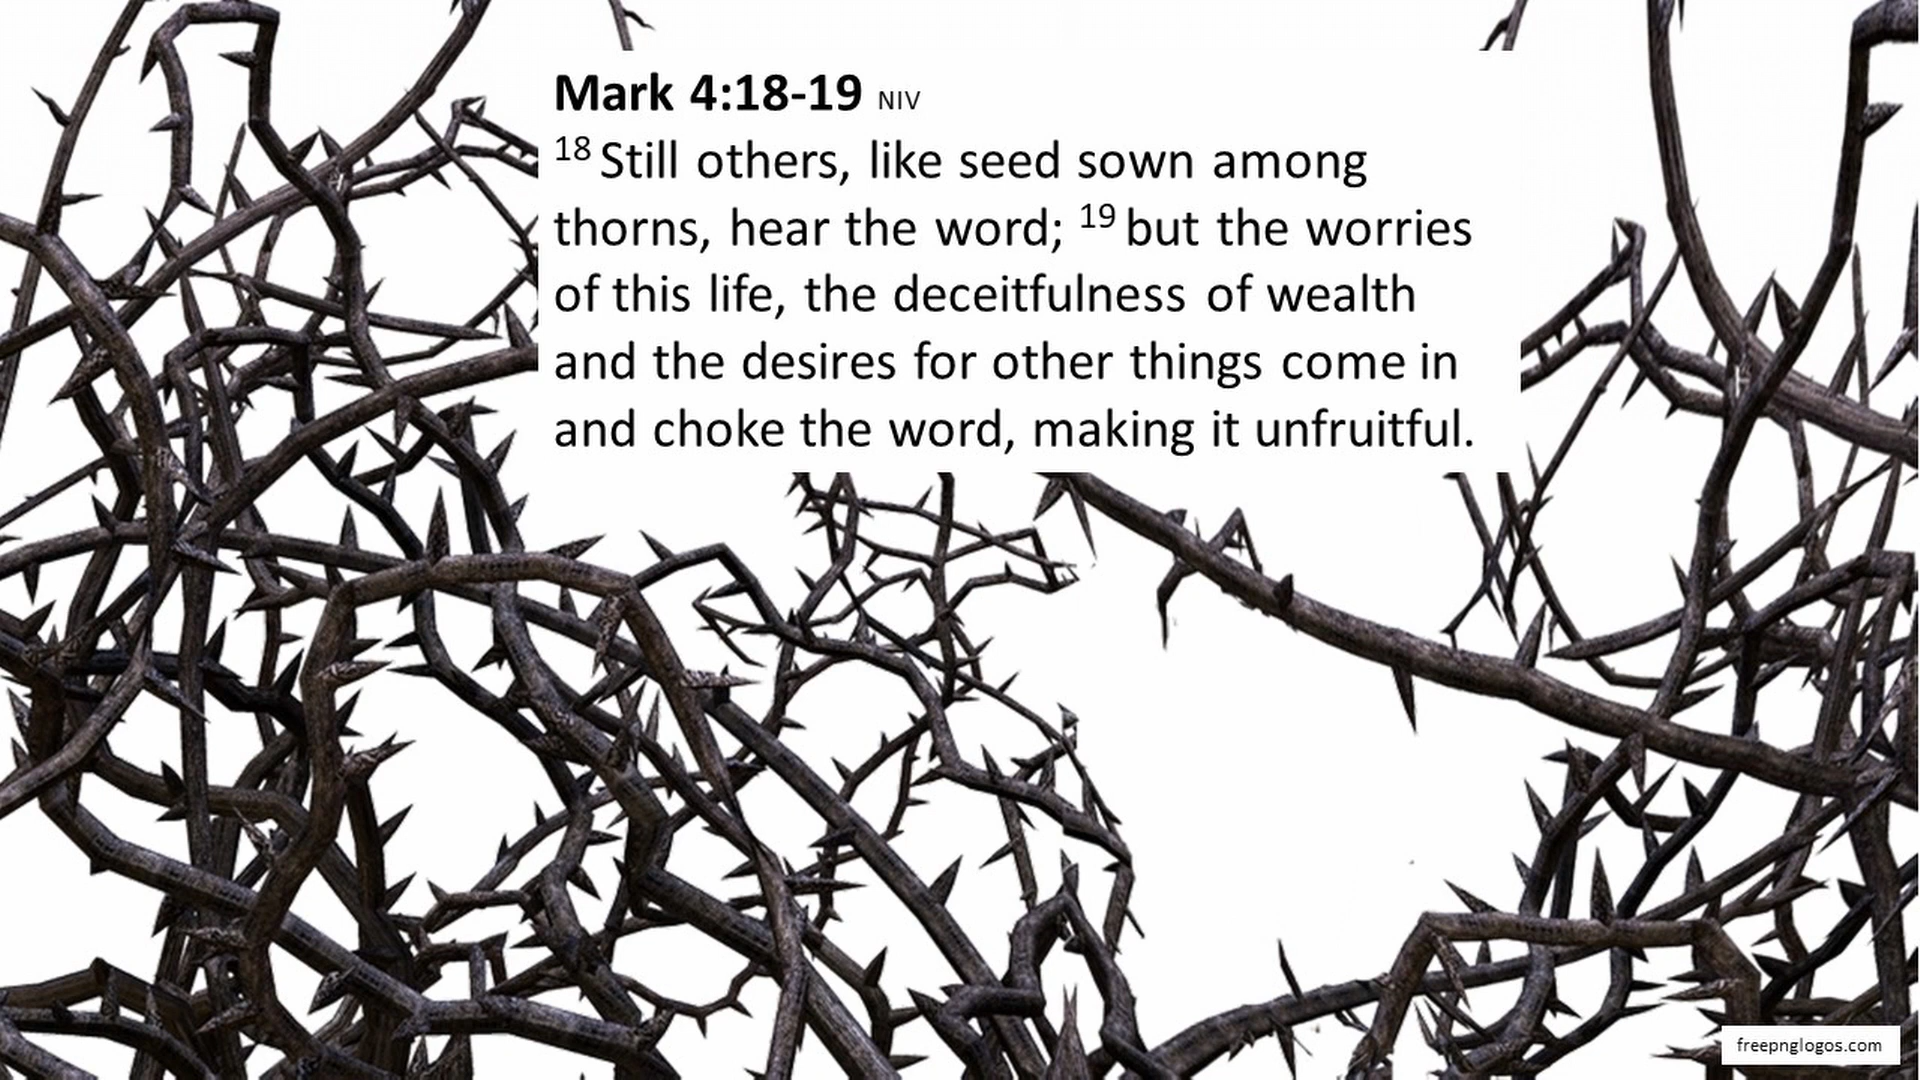 Mark 4:18-19 NIV
18 Still others, like seed sown among
thorns, hear the word; 19 but the worries
of this life, the deceitfulness of wealth
and the desires for other things come in
and choke the word, making it unfruitful.
freepnglogos.com